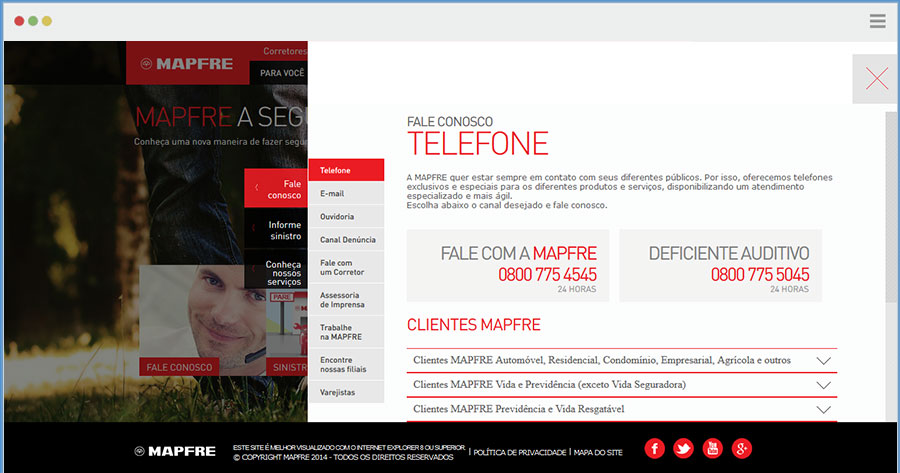 Corretores
MAPFRE
PARA VOCÊ
MAPFRE A SEG
Conheça uma nova maneira de fazer segur
Fale
conosco
Informe
sinistro
Conheça
nossos
serviços
PARE
FALE CONOSCO
SINISTR
Telefone
E-mail
Ouvidoria
Canal Denúncia
Fale com
um Corretor
Assessoria
de Imprensa
Trabalhe
na MAPFRE
Encontre
nossas filiais
Varejistas
FALE CONOSCO
TELEFONE
A MAPFRE quer estar sempre em contato com seus diferentes públicos. Por isso, oferecemos telefones
exclusivos e especiais para os diferentes produtos e serviços, disponibilizando um atendimento
especializado e mais ágil.
Escolha abaixo o canal desejado e fale conosco.
FALE COM A MAPFRE
0800 775 4545
24 HORAS
DEFICIENTE AUDITIVO
0800 775 5045
24 HORAS
CLIENTES MAPFRE
Clientes MAPFRE Automóvel, Residencial, Condomínio, Empresarial, Agrícola e outros
Clientes MAPFRE Vida e Previdência (exceto Vida Seguradora)
Clientes MAPFRE Previdência e Vida Resgatável
MAPFRE
ESTE SITE É MELHOR VISUALIZADO COM O INTERNET EXPLORER 8 OU SUPERIOR
© COPYRIGHT MAPFRE 2014 - TODOS OS DIREITOS RESERVADOS
| POLÍTICA DE PRIVACIDADE | MAPA DO SITE
f
You Tube
g+